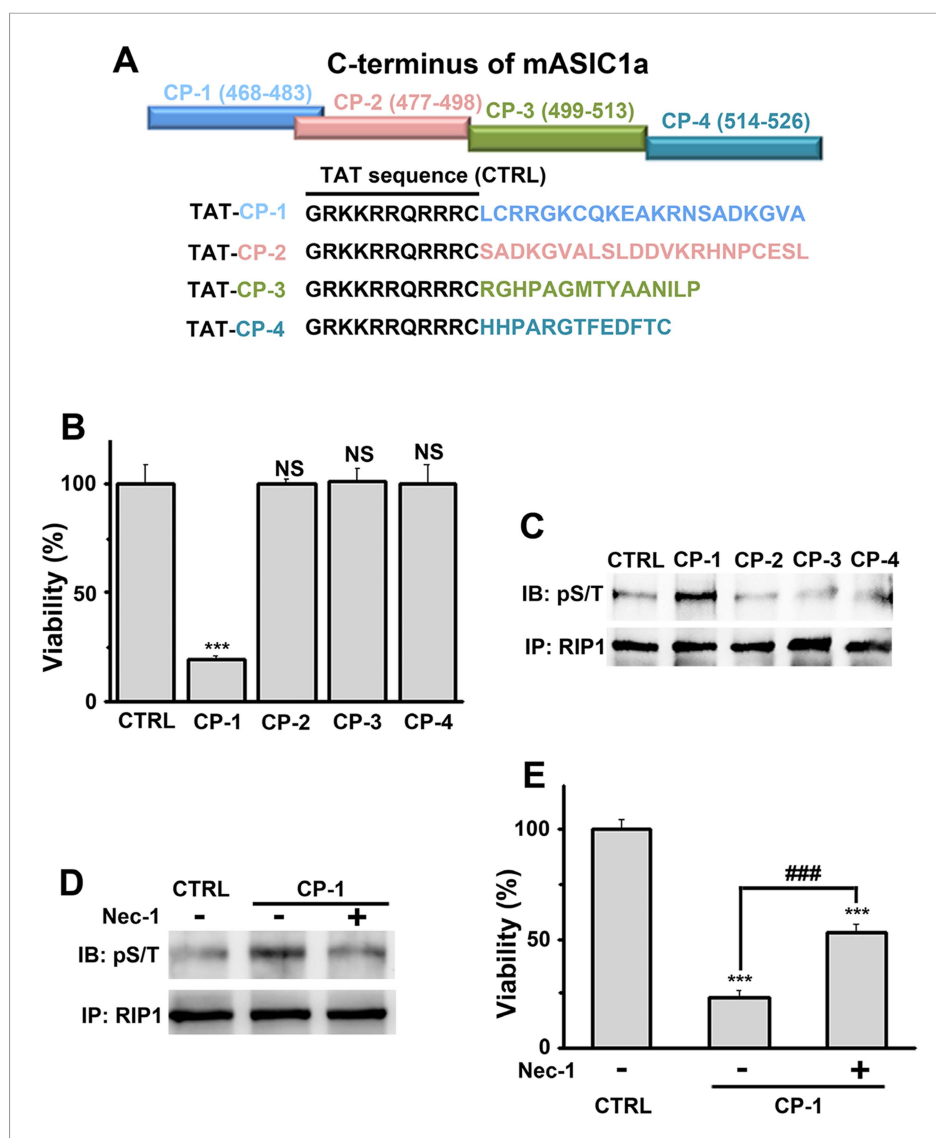 A
C-terminus of mASIC1a
CP-1 (468-483)
CP-2 (477-498)
CP-3 (499-513)
CP-4 (514-526)
TAT sequence (CTRL)
TAT-CP-1 GRKKRRQRRRCLCRRGKCQKEAKRNSADKGVA
TAT-CP-2 GRKKRRQRRRCSADKGVALSLDDVKRHNPCESL
TAT-CP-3 GRKKRRQRRRCRGHPAGMTYAANILP
TAT-CP-4 GRKKRRQRRRCHHPARGTFEDFTC
B
Viability (%)
100
50
0
NS NS NS
***
CTRL CP-1 CP-2 CP-3 CP-4
C
CTRL CP-1 CP-2 CP-3 CP-4
IB: pS/T
IP: RIP1
D
CTRL CP-1
Nec-1 - - +
IB: pS/T
IP: RIP1
E
Viability (%)
100
50
0
###
***
***
Nec-1 - - +
CTRL CP-1